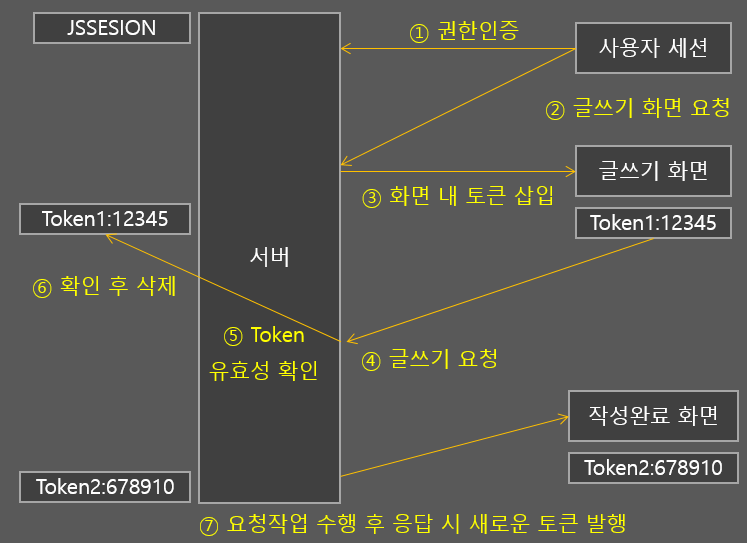 JSSESION
① 권한인증
사용자 세션
② 글쓰기 화면 요청
글쓰기 화면
③ 화면 내 토큰 삽입
Token1:12345
Token1:12345
서버
⑥ 확인 후 삭제
⑤ Token
유효성 확인
④ 글쓰기 요청
작성완료 화면
Token2:678910
Token2:678910
⑦ 요청작업 수행 후 응답 시 새로운 토큰 발행